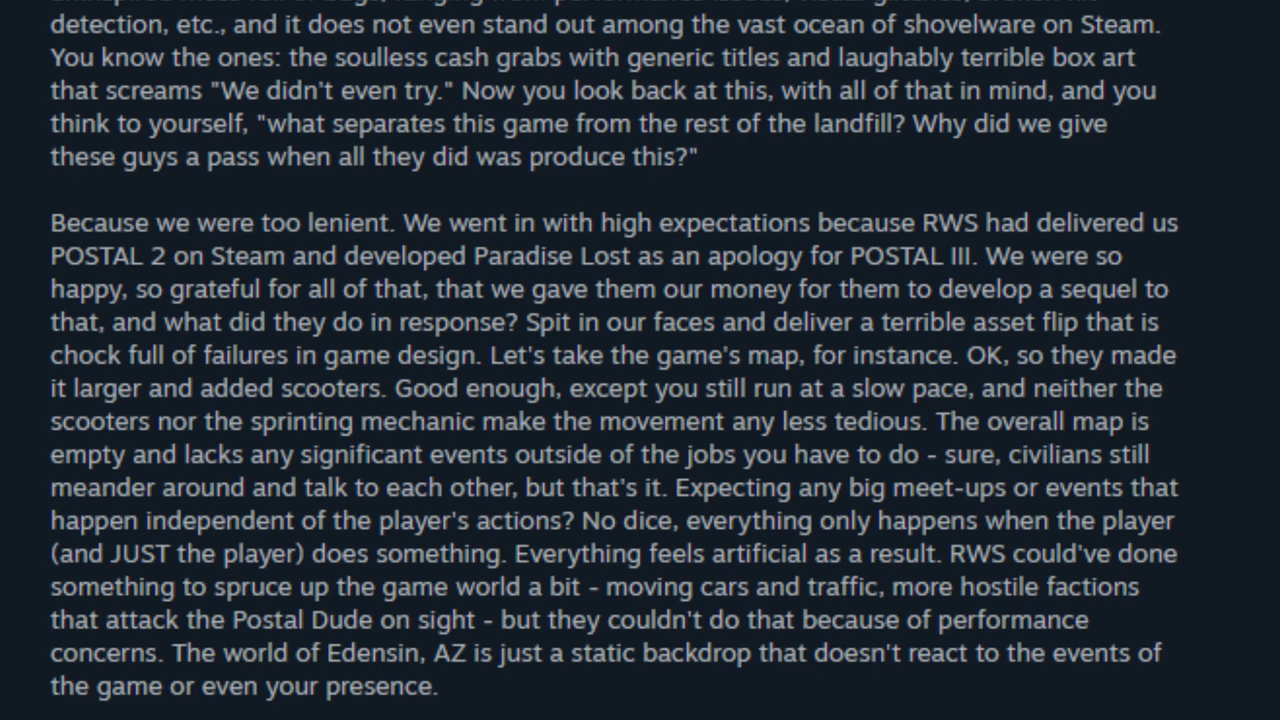 detection, etc., and it does not even stand out among the vast ocean of shovelware on Steam.
You know the ones: the soulless cash grabs with generic titles and laughably terrible box art
that screams "We didn't even try." Now you look back at this, with all of that in mind, and you
think to yourself, "what separates this game from the rest of the landfill? Why did we give
these guys a pass when all they did was produce this?"

Because we were too lenient. We went in with high expectations because RWS had delivered us
POSTAL 2 on Steam and developed Paradise Lost as an apology for POSTAL III. We were so
happy, so grateful for all of that, that we gave them our money for them to develop a sequel to
that, and what did they do in response? Spit in our faces and deliver a terrible asset flip that is
chock full of failures in game design. Let's take the game's map, for instance. OK, so they made
it larger and added scooters. Good enough, except you still run at a slow pace, and neither the
scooters nor the sprinting mechanic make the movement any less tedious. The overall map is
empty and lacks any significant events outside of the jobs you have to do - sure, civilians still
meander around and talk to each other, but that's it. Expecting any big meet-ups or events that
happen independent of the player's actions? No dice, everything only happens when the player
(and JUST the player) does something. Everything feels artificial as a result. RWS could've done
something to spruce up the game world a bit - moving cars and traffic, more hostile factions
that attack the Postal Dude on sight - but they couldn't do that because of performance
concerns. The world of Edensin, AZ is just a static backdrop that doesn't react to the events of
the game or even your presence.